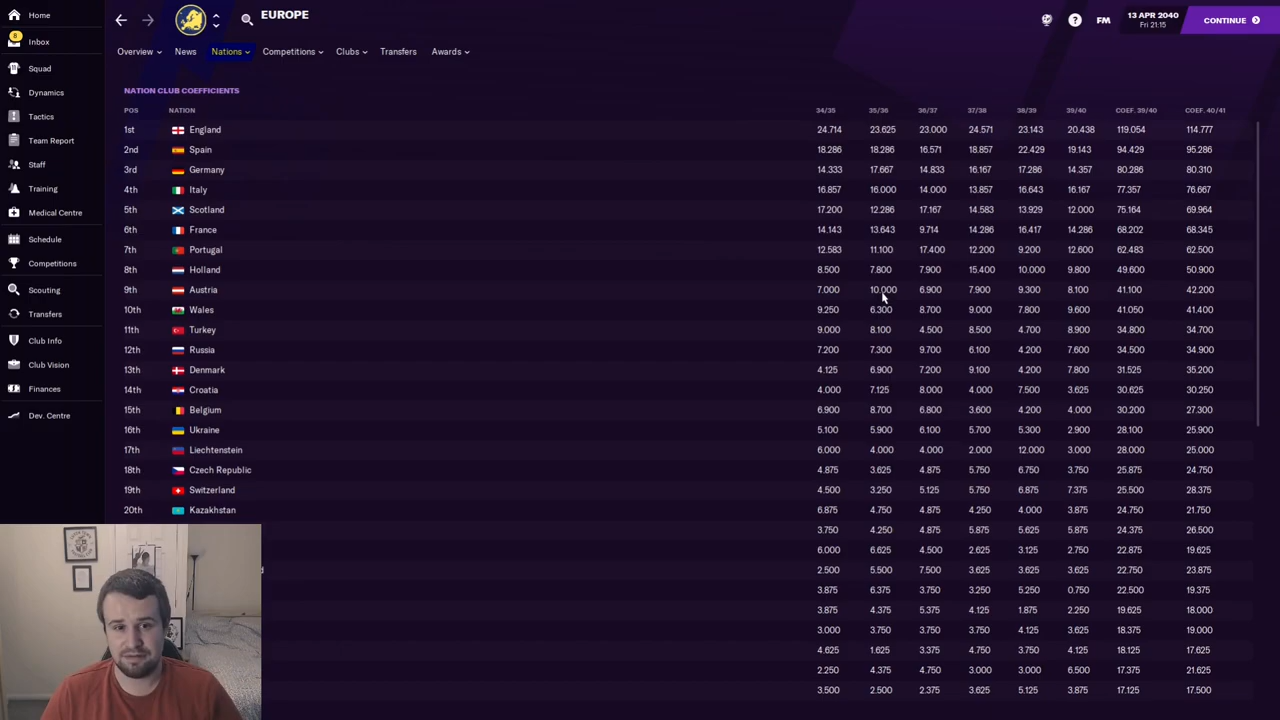 Home
8
Inbox
Squad
Dynamics
Tactics
Team Report
Staff
Training
Medical Centre
Schedule
Competitions
Scouting
Transfers
Club Info
Club Vision
Finances
Dev. Centre
EUROPE
? FM 13 APR 2040 Fri 21:15 CONTINUE
Overview News Nations Competitions Clubs Transfers Awards
NATION CLUB COEFFICIENTS
POS NATION 34/35 35/36 36/37 37/38 38/39 39/40 COEF. 39/40 COEF. 40/41
1st England 24.714 23.625 23.000 24.571 23.143 20.438 119.054 114.777
2nd Spain 18.286 18.286 16.571 18.857 22.429 19.143 94.429 95.286
3rd Germany 14.333 17.667 14.833 16.167 17.286 14.357 80.286 80.310
4th Italy 16.857 16.000 14.000 13.857 16.643 16.167 77.357 76.667
5th Scotland 17.200 12.286 17.167 14.583 13.929 12.000 75.164 69.964
6th France 14.143 13.643 9.714 14.286 16.417 14.286 68.202 68.345
7th Portugal 12.583 11.100 17.400 12.200 9.200 12.600 62.483 62.500
8th Holland 8.500 7.800 7.900 15.400 10.000 9.800 49.600 50.900
9th Austria 7.000 10.000 6.900 7.900 9.300 8.100 41.100 42.200
10th Wales 9.250 6.300 8.700 9.000 7.800 9.600 41.050 41.400
11th Turkey 9.000 8.100 4.500 8.500 4.700 8.900 34.800 34.700
12th Russia 7.200 7.300 9.700 6.100 4.200 7.600 34.500 34.900
13th Denmark 4.125 6.900 7.200 9.100 4.200 7.800 31.525 35.200
14th Croatia 4.000 7.125 8.000 4.000 7.500 3.625 30.625 30.250
15th Belgium 6.900 8.700 6.800 3.600 4.200 4.000 30.200 27.300
16th Ukraine 5.100 5.900 6.100 5.700 5.300 2.900 28.100 25.900
17th Liechtenstein 6.000 4.000 4.000 2.000 12.000 3.000 28.000 25.000
18th Czech Republic 4.875 3.625 4.875 5.750 6.750 3.750 25.875 24.750
19th Switzerland 4.500 3.250 5.125 5.750 6.875 7.375 25.500 28.375
20th Kazakhstan 6.875 4.750 4.875 4.250 4.000 3.875 24.750 21.750
3.750 4.250 4.875 5.875 5.625 5.875 24.375 26.500
6.000 6.625 4.500 2.625 3.125 2.750 22.875 19.625
2.500 5.500 7.500 3.625 3.625 3.625 22.750 23.875
3.875 6.375 3.750 3.250 5.250 0.750 22.500 19.375
3.875 4.375 5.375 4.125 1.875 2.250 19.625 18.000
3.000 3.750 3.750 3.750 4.125 3.625 18.375 19.000
4.625 1.625 3.375 4.750 3.750 4.125 18.125 17.625
2.250 4.375 4.750 3.000 3.000 6.500 17.375 21.625
3.500 2.500 2.375 3.625 5.125 3.875 17.125 17.500